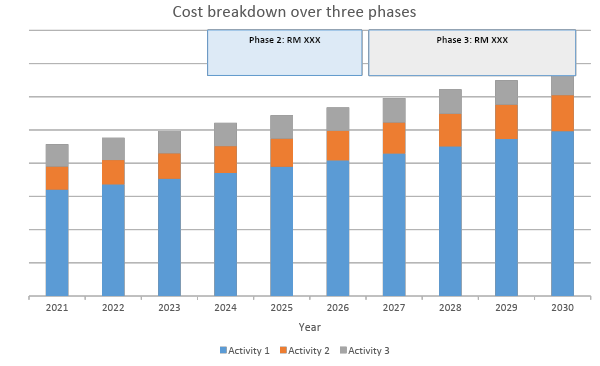 Cost breakdown over three phases
Phase 2: RM XXX
Phase 3: RM XXX
2021 2022 2023 2024 2025 2026 2027 2028 2029 2030
Year
Activity 1 Activity 2 Activity 3